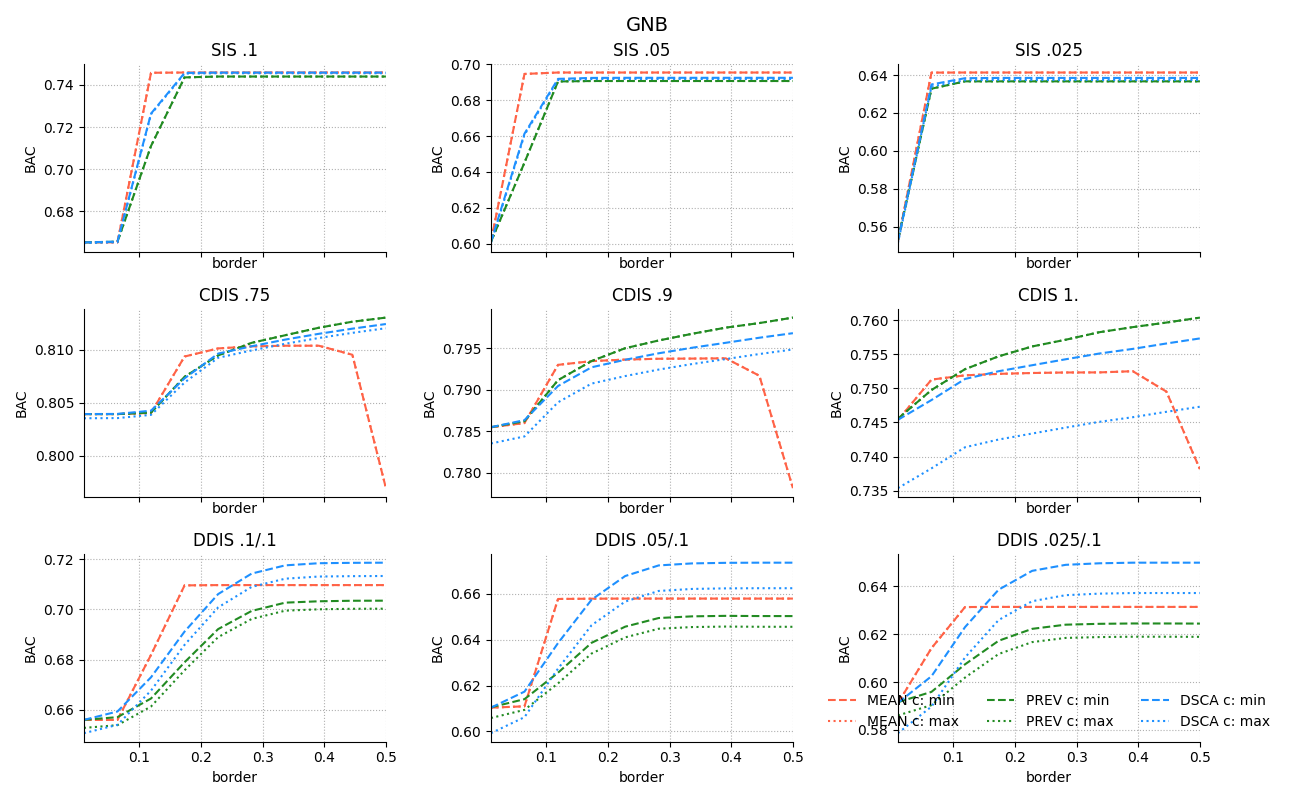 GNB
SIS .1
SIS .05
SIS .025
BAC
0.74
0.72
0.70
0.68
border
BAC
0.70
0.68
0.66
0.64
0.62
0.60
border
BAC
0.64
0.62
0.60
0.58
0.56
border
CDIS .75
CDIS .9
CDIS 1.
BAC
0.810
0.805
0.800
border
BAC
0.795
0.790
0.785
0.780
border
BAC
0.760
0.755
0.750
0.745
0.740
0.735
border
DDIS .1/.1
DDIS .05/.1
DDIS .025/.1
BAC
0.72
0.70
0.68
0.66
0.1 0.2 0.3 0.4 0.5
border
BAC
0.66
0.64
0.62
0.60
0.1 0.2 0.3 0.4 0.5
border
BAC
0.64
0.62
0.60
0.58
0.1 0.2 0.3 0.4 0.5
border
MEAN c: min PREV c: min DSCA c: min
MEAN c: max PREV c: max DSCA c: max